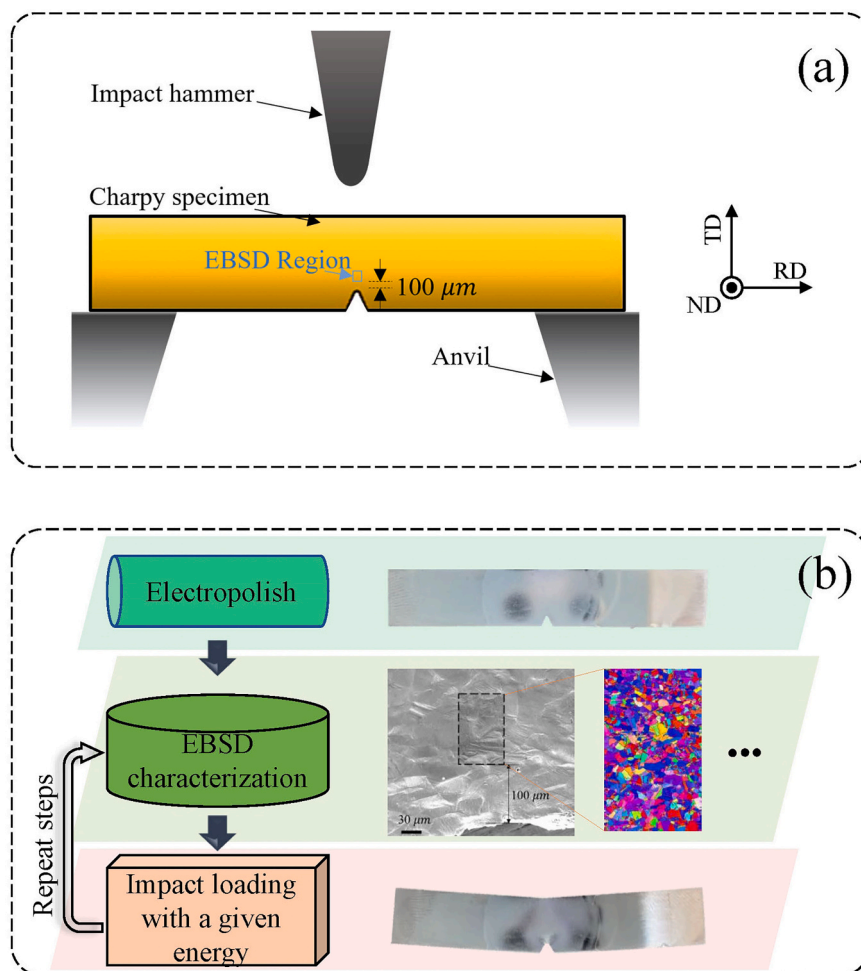 (a)
Impact hammer
Charpy specimen
EBSD Region
100 μm
Anvil
TD
RD
ND
(b)
Electropolish
EBSD
characterization
100 μm
30 μm
Repeat steps
Impact loading
with a given
energy